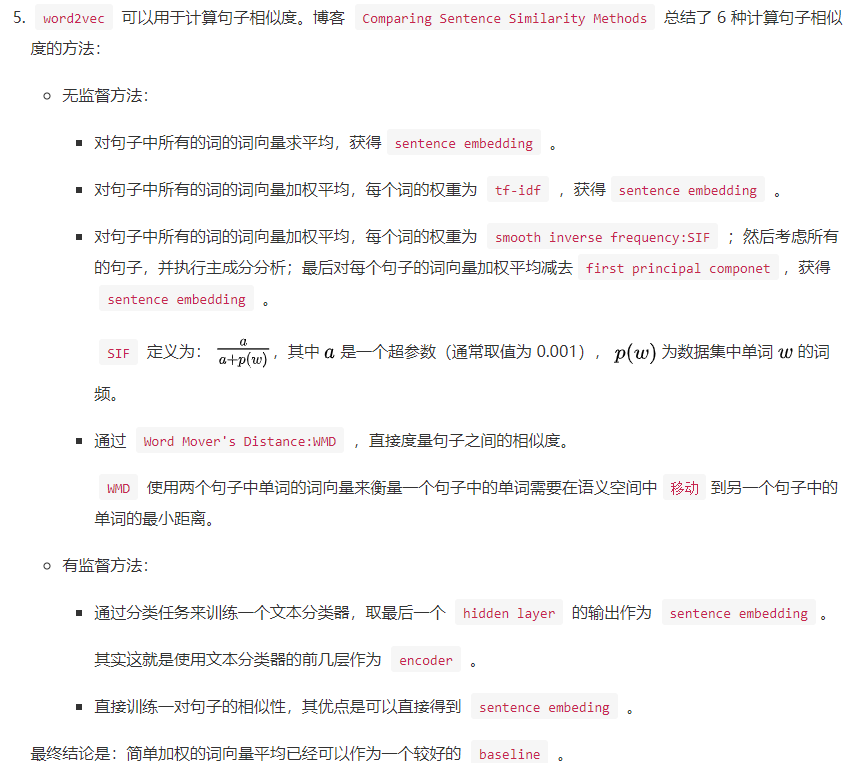 5. word2vec 可以用于计算句子相似度。博客 Comparing Sentence Similarity Methods 总结了 6 种计算句子相似
度的方法：
无监督方法：
对句子中所有的词的词向量求平均，获得 sentence embedding 。
对句子中所有的词的词向量加权平均，每个词的权重为 tf-idf ，获得 sentence embedding 。
对句子中所有的词的词向量加权平均，每个词的权重为 smooth inverse frequency:SIF ；然后考虑所有
的句子，并执行主成分分析；最后对每个句子的词向量加权平均减去 first principal componet ，获得
sentence embedding 。
SIF 定义为： a/(a+p(w))，其中 a 是一个超参数（通常取值为 0.001），p(w) 为数据集中单词 w 的词
频。
通过 Word Mover's Distance:WMD ，直接度量句子之间的相似度。
WMD 使用两个句子中单词的词向量来衡量一个句子中的单词需要在语义空间中 移动 到另一个句子中的
单词的最小距离。
有监督方法：
通过分类任务来训练一个文本分类器，取最后一个 hidden layer 的输出作为 sentence embedding 。
其实这就是使用文本分类器的前几层作为 encoder 。
直接训练一对句子的相似性，其优点是可以直接得到 sentence embeding 。
最终结论是：简单加权的词向量平均已经可以作为一个较好的 baseline 。